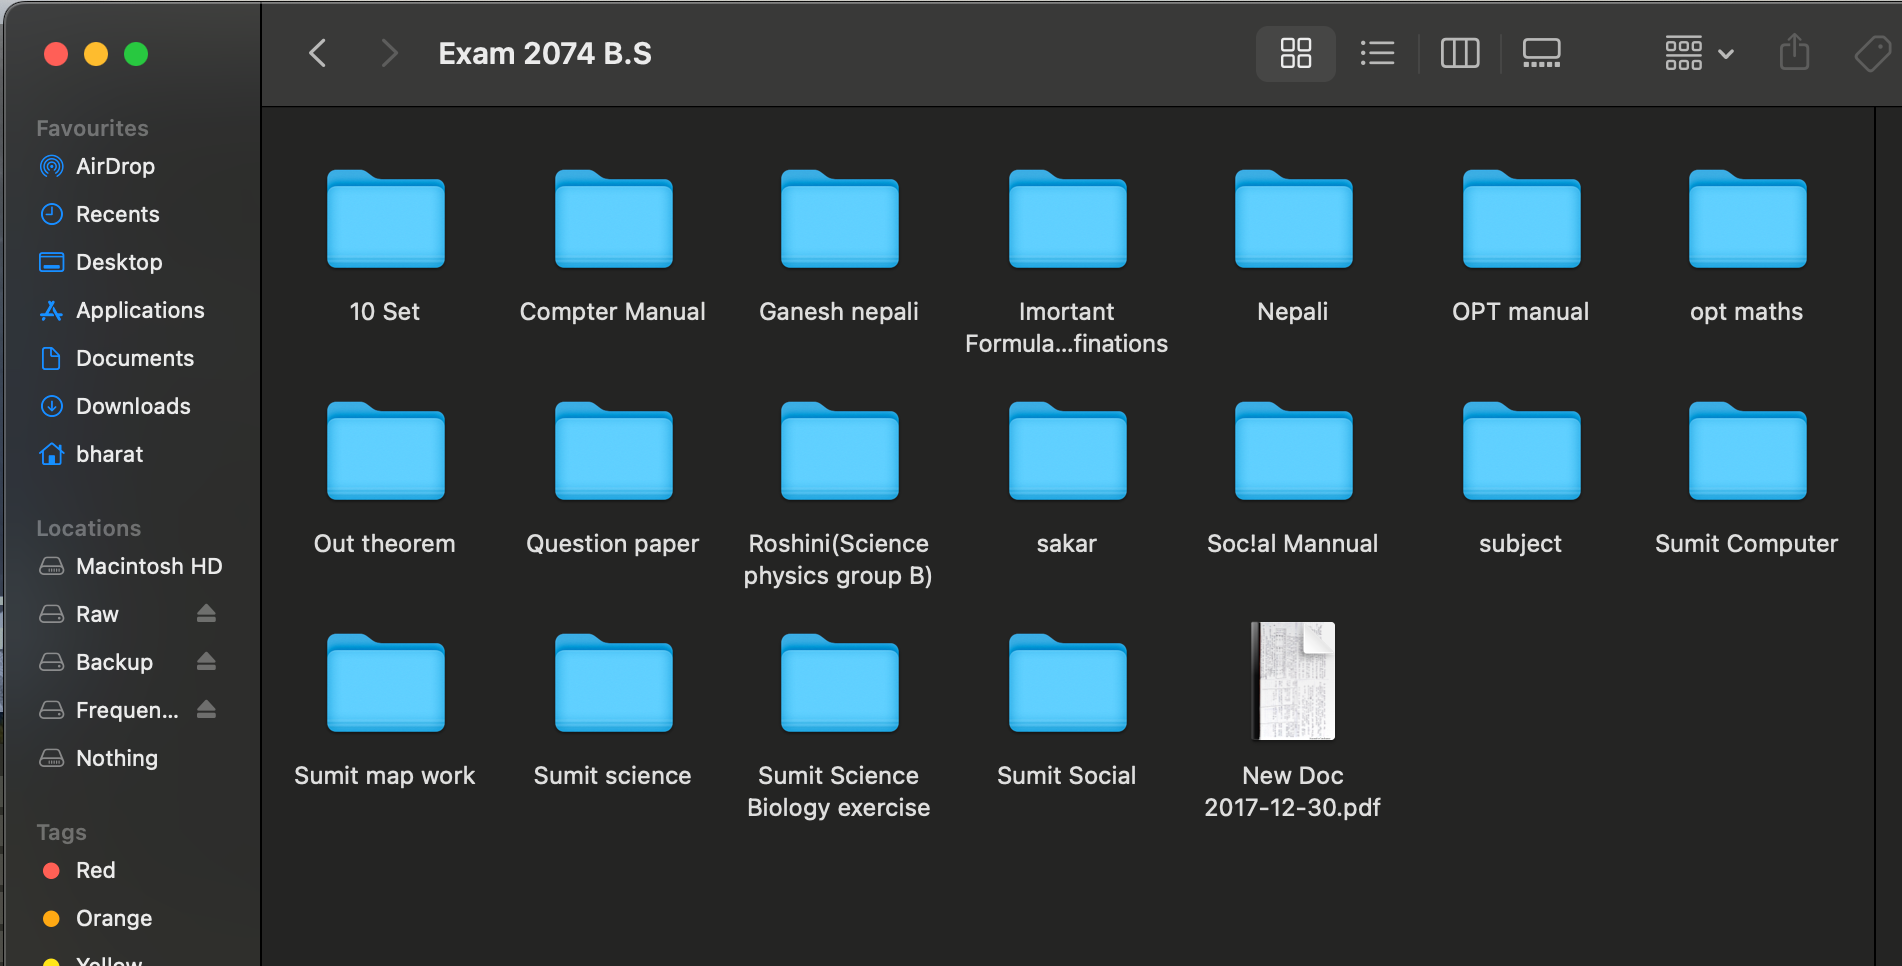 Exam 2074 B.S
Favourites
AirDrop
Recents
Desktop
Applications
Documents
Downloads
bharat
Locations
Macintosh HD
Raw
Backup
Frequen...
Nothing
Tags
Red
Orange
Yellow
10 Set
Compter Manual
Ganesh nepali
Imortant
Formula...finations
Nepali
OPT manual
opt maths
Out theorem
Question paper
Roshini(Science
physics group B)
sakar
Soc!al Mannual
subject
Sumit Computer
Sumit map work
Sumit science
Sumit Science
Biology exercise
Sumit Social
New Doc
2017-12-30.pdf